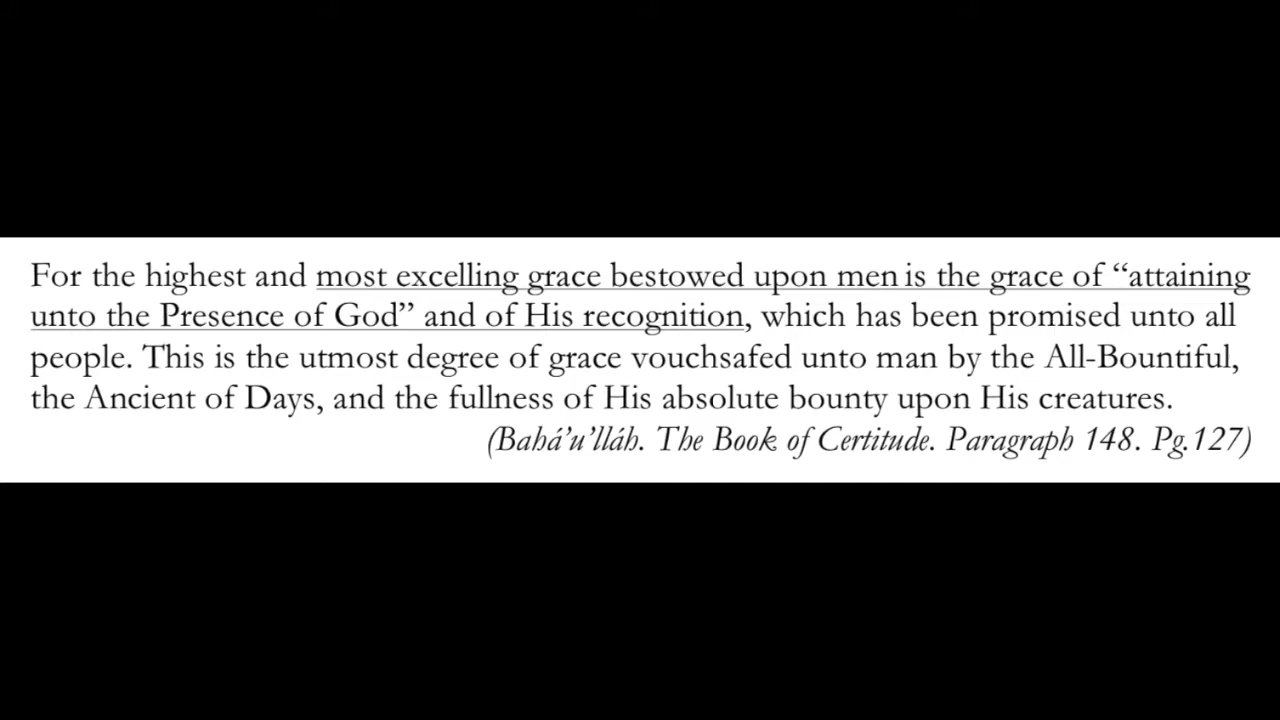 For the highest and most excelling grace bestowed upon men is the grace of “attaining
unto the Presence of God” and of His recognition, which has been promised unto all
people. This is the utmost degree of grace vouchsafed unto man by the All-Bountiful,
the Ancient of Days, and the fullness of His absolute bounty upon His creatures.
(Bahá’u’lláh. The Book of Certitude. Paragraph 148. Pg.127)